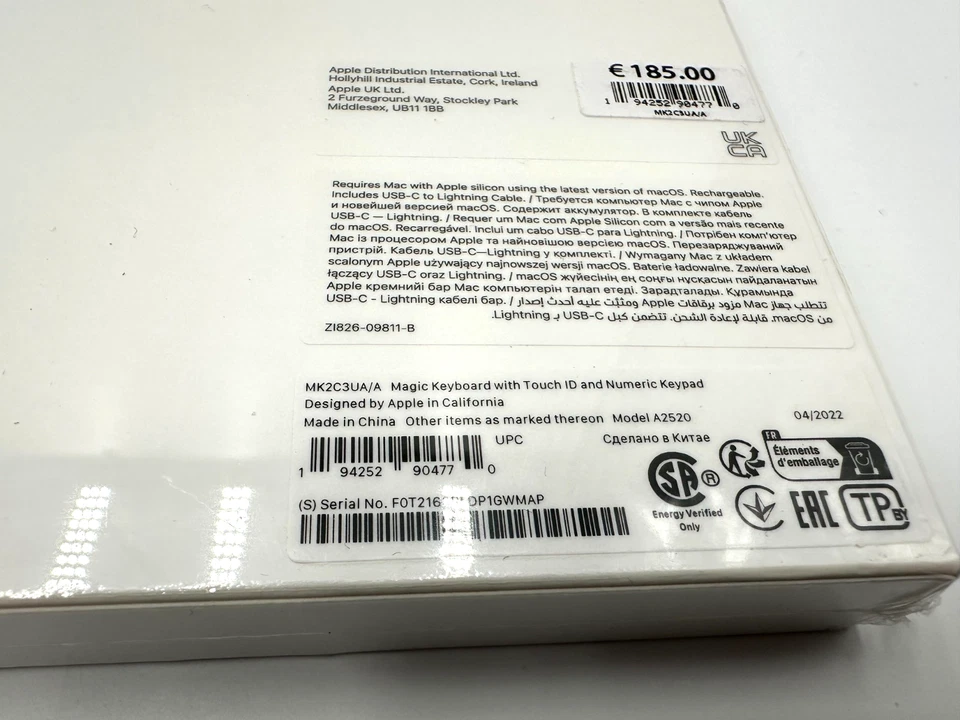 Apple Distribution International Ltd.
Hollyhill Industrial Estate, Cork, Ireland
Apple UK Ltd.
2 Furzeground Way, Stockley Park
Middlesex, UB11 1BB
€ 185.00
1 94252 90477 0
MK2C3UA/A
UK
CA
Requires Mac with Apple silicon using the latest version of macOS. Rechargeable.
Includes USB-C to Lightning Cable. / Требуется компьютер Mac с чипом Apple
и новейшей версией macOS. Содержит аккумулятор. В комплекте кабель
USB-C — Lightning. / Requer um Mac com Apple Silicon com a versão mais recente
do macOS. Recarregável. Inclui um cabo USB-C para Lightning. / Потрібен комп'ютер
Mac із процесором Apple та найновішою версією macOS. Перезаряджуваний
пристрій. Кабель USB-C—Lightning у комплекті. / Wymagany Mac z układem
scalonym Apple używający najnowszej wersji macOS. Baterie ładowalne. Zawiera kabel
łączący USB-C oraz Lightning. / macOS жүйесінің ең соңғы нұсқасын пайдаланатын
Apple кремнийі бар Mac компьютерін талап етеді. Зарядталады. Құрамында
USB-C - Lightning кабелі бар. / تتطلب جهاز Mac مزود برقاقات Apple ومثبّت عليه أحدث إصدار
من macOS. قابلة لإعادة الشحن. تتضمن كبل USB-C بـ Lightning.
ZI826-09811-B
MK2C3UA/A Magic Keyboard with Touch ID and Numeric Keypad
Designed by Apple in California
Made in China Other items as marked thereon Model A2520
04/2022
UPC
Сделано в Китае
1 94252 90477 0
(S) Serial No. F0T216 DP1GWMAP
SA ®
Energy Verified
Only
FR
Éléments
d'emballage
EAC
TP
BY